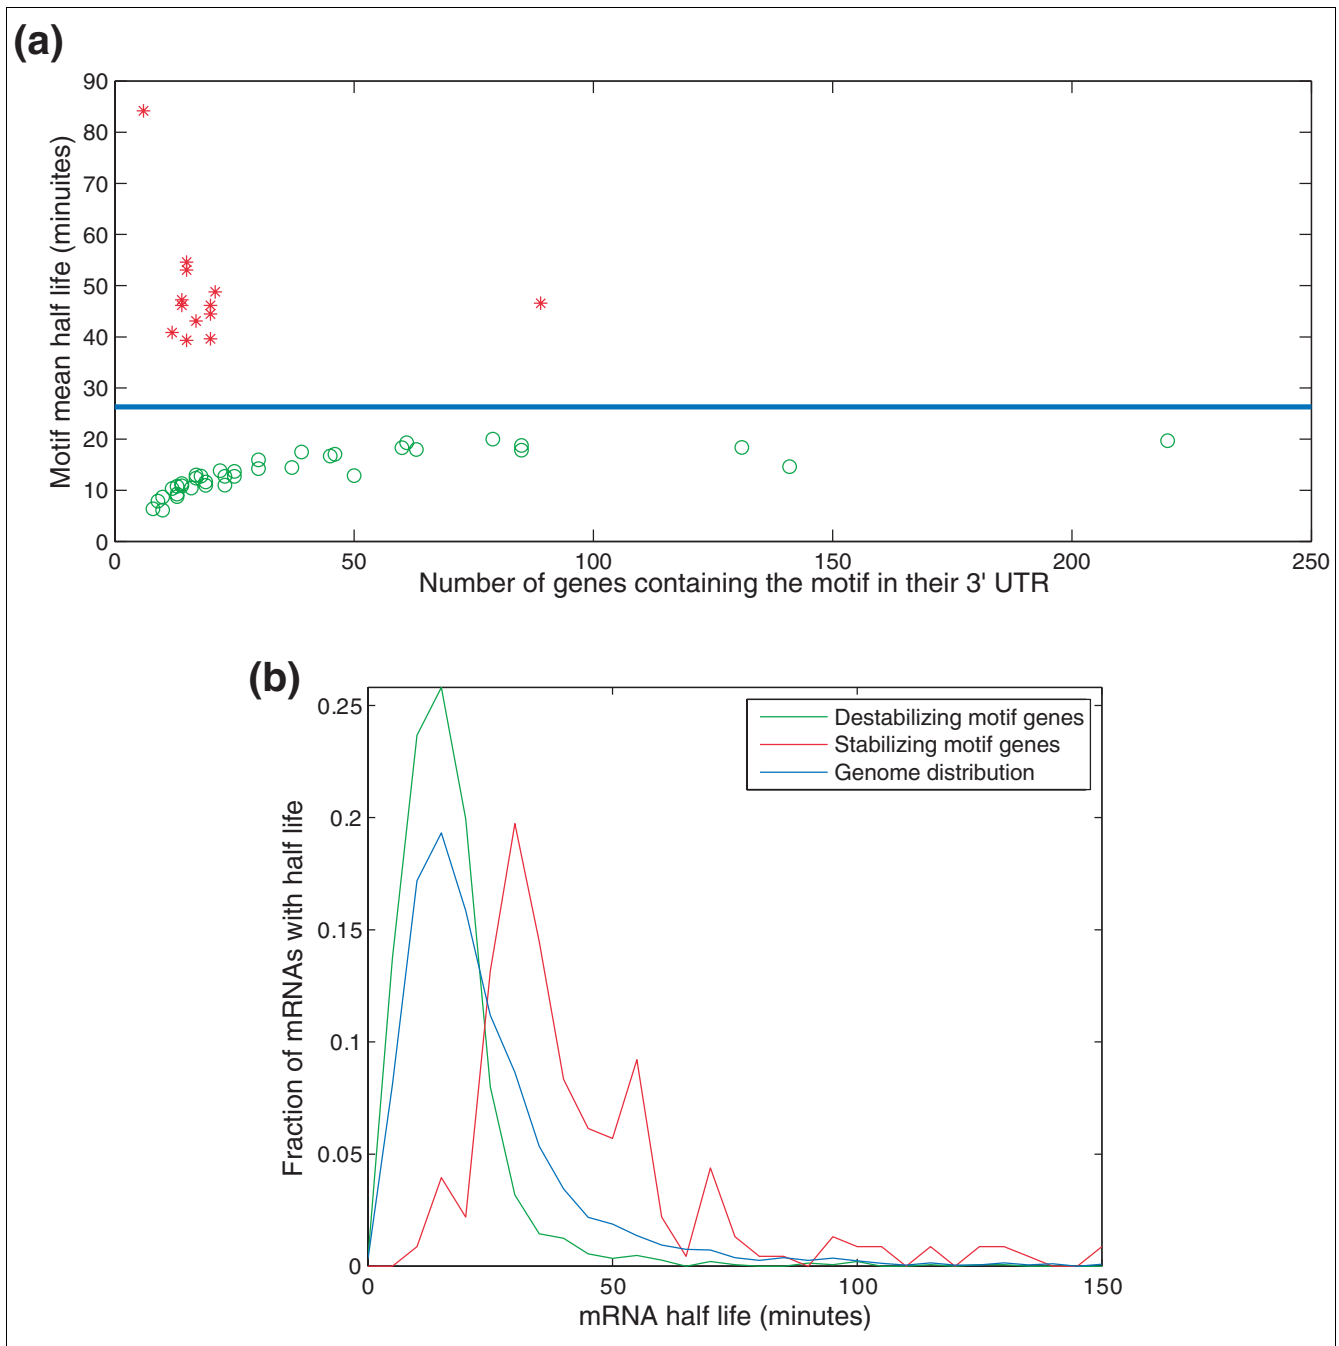 (a)
90
80
70
60
50
40
30
20
10
0
Motif mean half life (minuites)
0 50 100 150 200 250
Number of genes containing the motif in their 3' UTR
(b)
0.25
0.2
0.15
0.1
0.05
0
Fraction of mRNAs with half life
Destabilizing motif genes
Stabilizing motif genes
Genome distribution
0 50 100 150
mRNA half life (minutes)